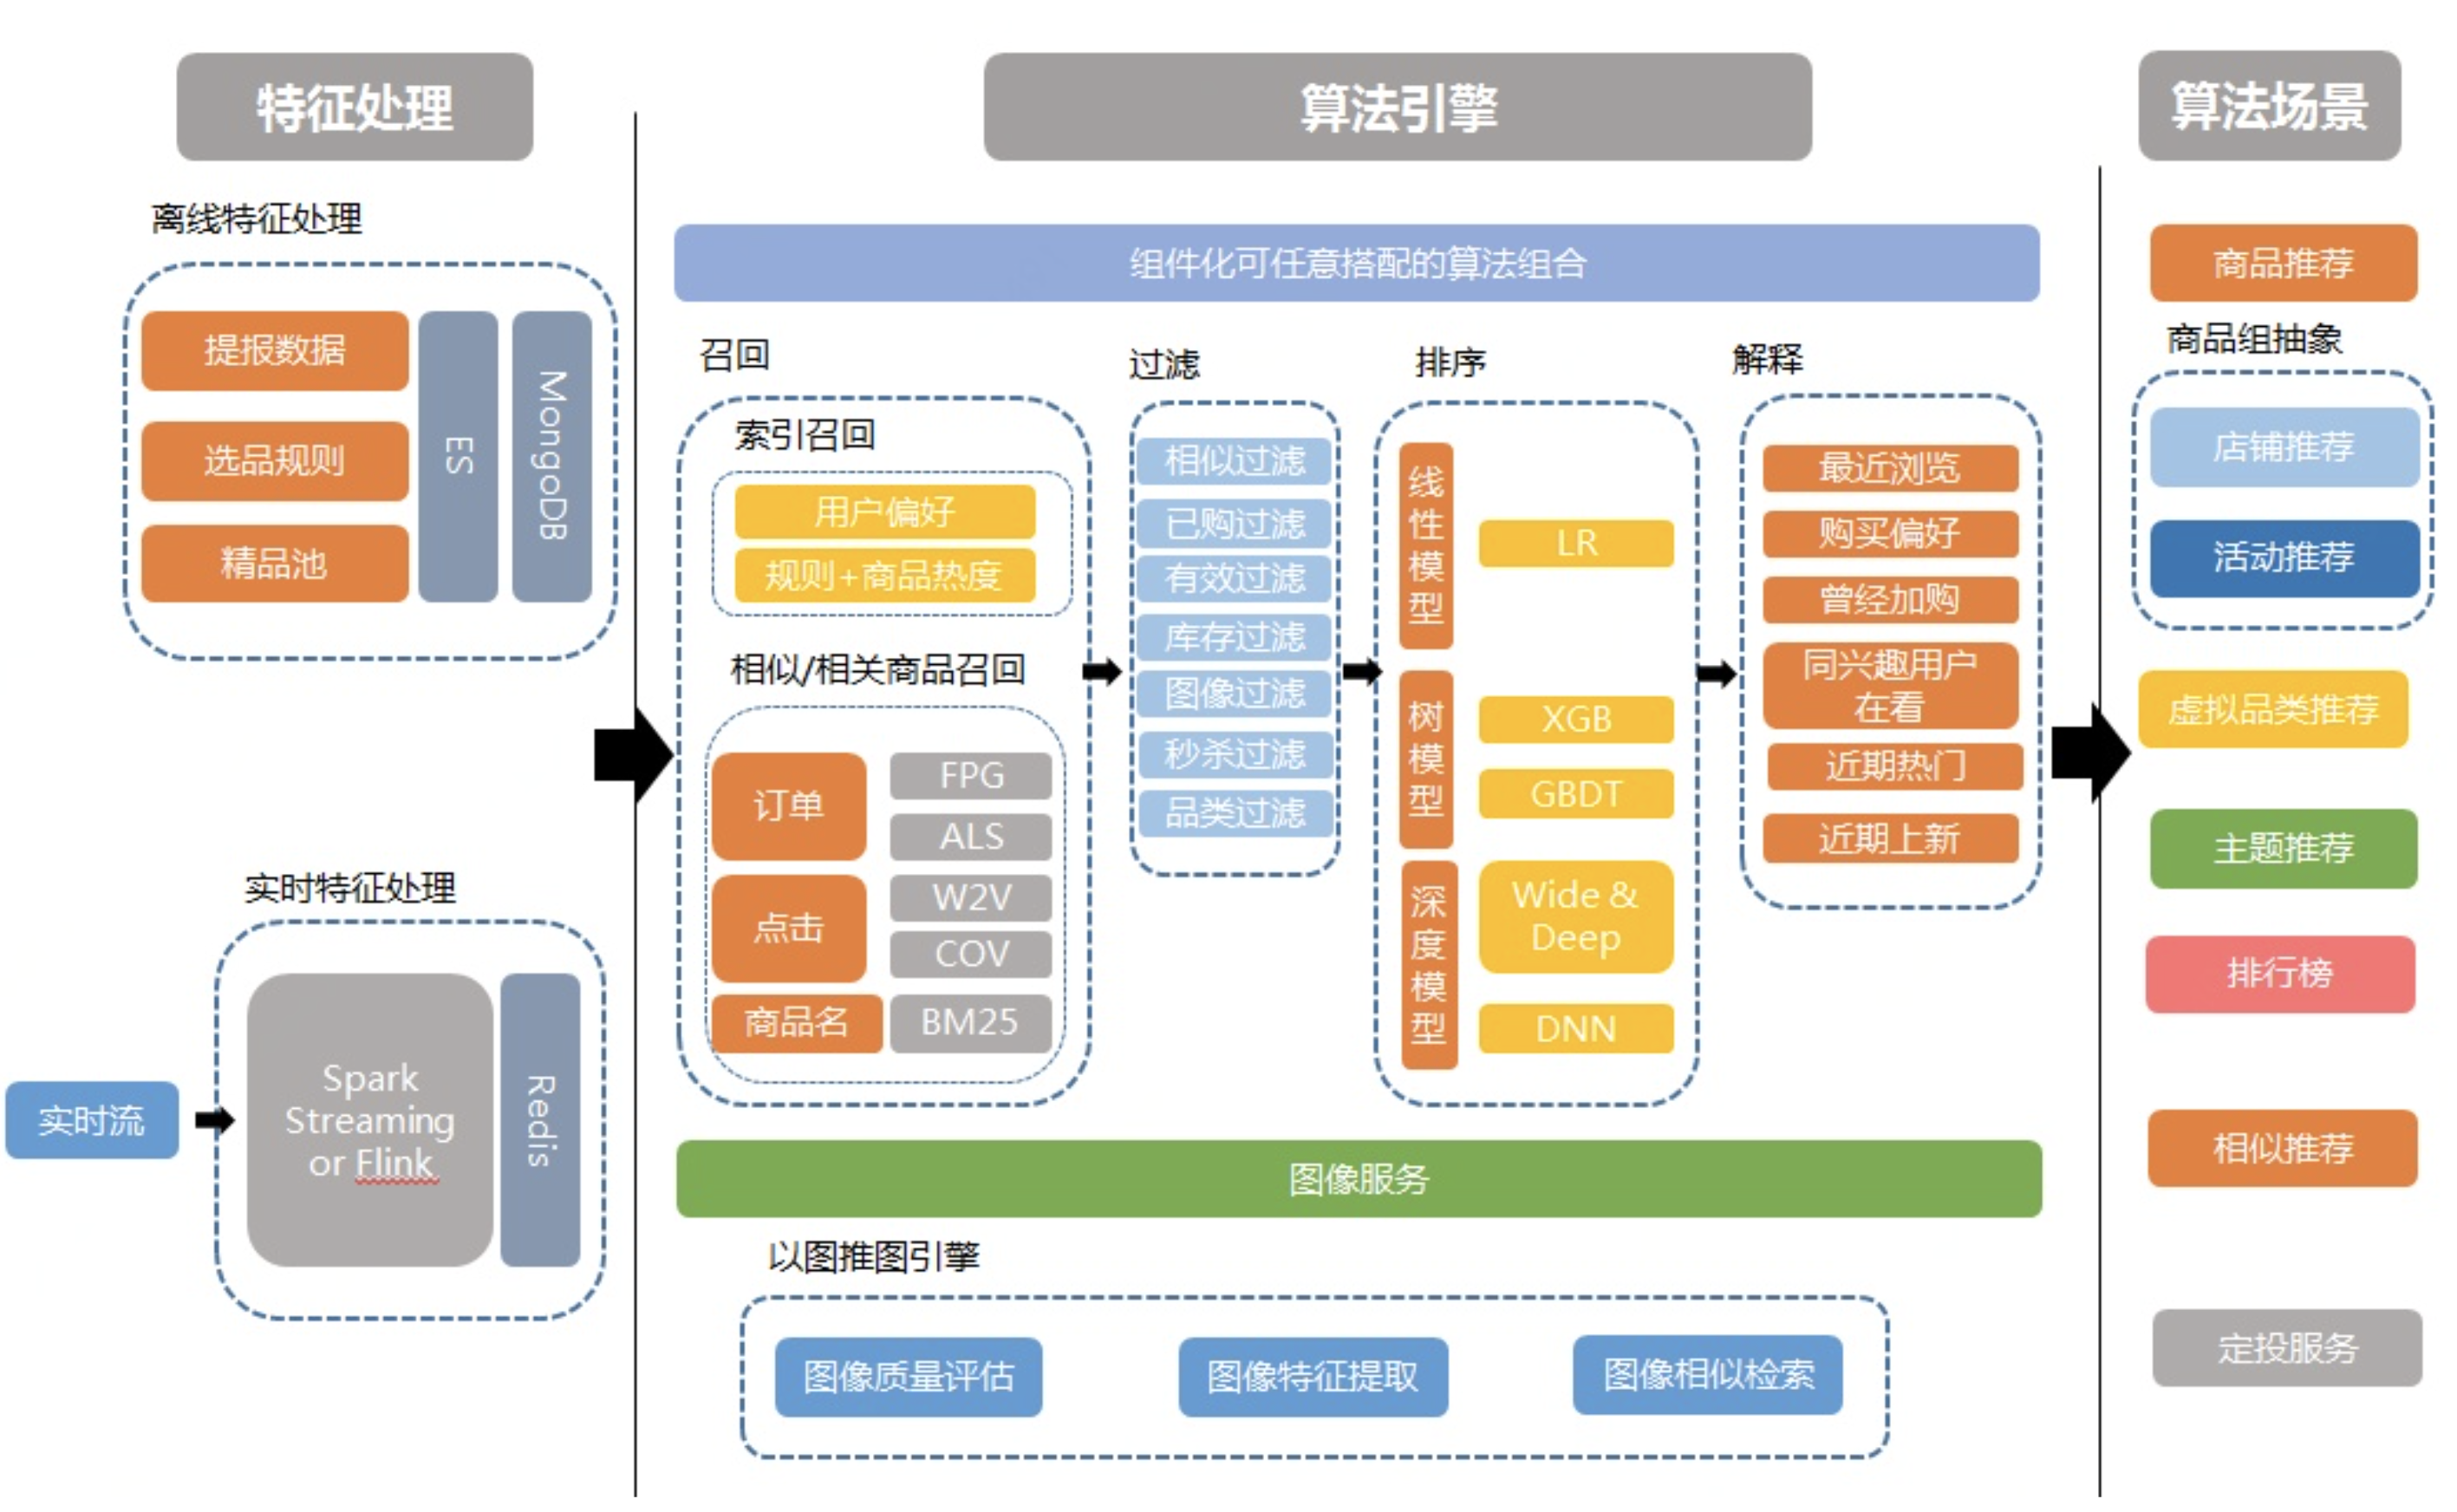 特征处理
离线特征处理
提报数据
选品规则
精品池
ES
MongoDB
实时特征处理
实时流
Spark
Streaming
or Flink
Redis
算法引擎
组件化可任意搭配的算法组合
召回
索引召回
用户偏好
规则+商品热度
相似/相关商品召回
订单
点击
商品名
FPG
ALS
W2V
COV
BM25
过滤
相似过滤
已购过滤
有效过滤
库存过滤
图像过滤
秒杀过滤
品类过滤
排序
线性模型
LR
树模型
XGB
GBDT
深度模型
Wide &
Deep
DNN
解释
最近浏览
购买偏好
曾经加购
同兴趣用户
在看
近期热门
近期上新
图像服务
以图推图引擎
图像质量评估
图像特征提取
图像相似检索
算法场景
商品推荐
商品组抽象
店铺推荐
活动推荐
虚拟品类推荐
主题推荐
排行榜
相似推荐
定投服务